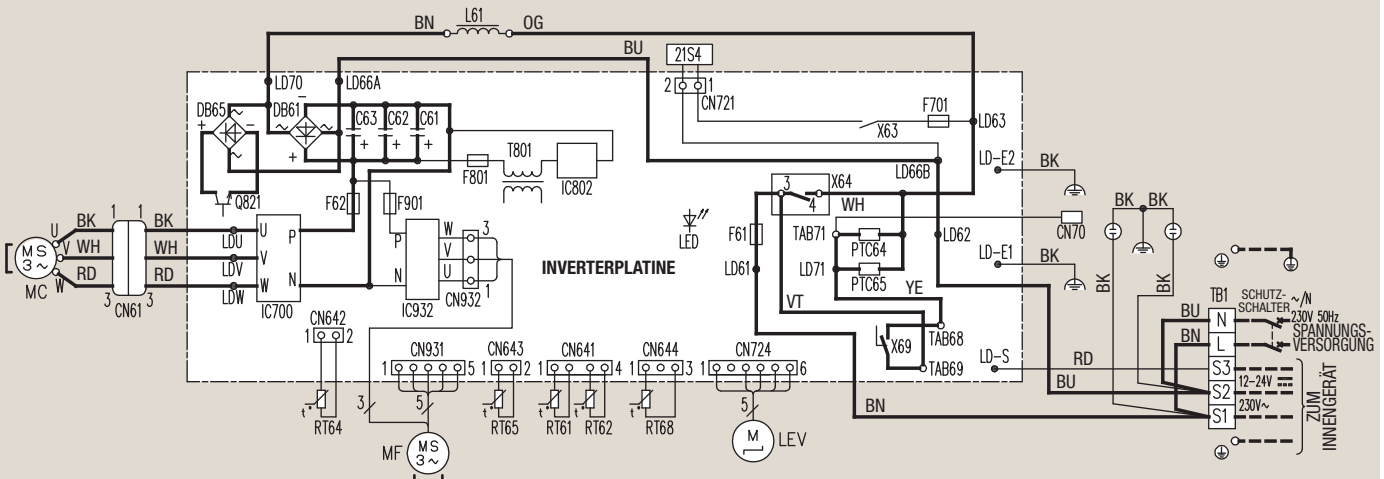 BN L61 OG
BU
21S4
2 1
CN721
LD70
LD66A
DB65 ~ -
~
DB61 -
~ ~
+
C63 C62 C61
+ + +
F701
X63
LD63
T801
F801
IC802
Q821
F62
F901
LD66B
LD-E2 BK
3
4
X64
WH
U
V
W
MS
3~
MC
BK
WH
RD
1 1
3 3
CN61
BK
WH
RD
LDU
LDV
LDW
U
V
W
P
N
IC700
P
N
W
V
U
3
1
IC932
CN932
INVERTERPLATINE
LED
F61
LD61
TAB71
PTC64
LD71
PTC65
CN70
LD62
LD-E1 BK
VT
YE
X69
TAB68
TAB69
LD-S
RD
BU
BN
BK BK
BK BK
CN642
1 2
t°
RT64
3
CN931
1 5
5
MF
MS
3~
CN643
1 2
t°
RT65
CN641
1 4
t° t°
RT61 RT62
CN644
1 3
t°
RT68
CN724
1 6
5
M
LEV
TB1
BU
BN
N
L
S3
S2
S1
SCHUTZ-
SCHALTER
~/N
230V 50Hz
SPANNUNGS-
VERSORGUNG
12-24V
230V~
ZUM
INNENGERÄT